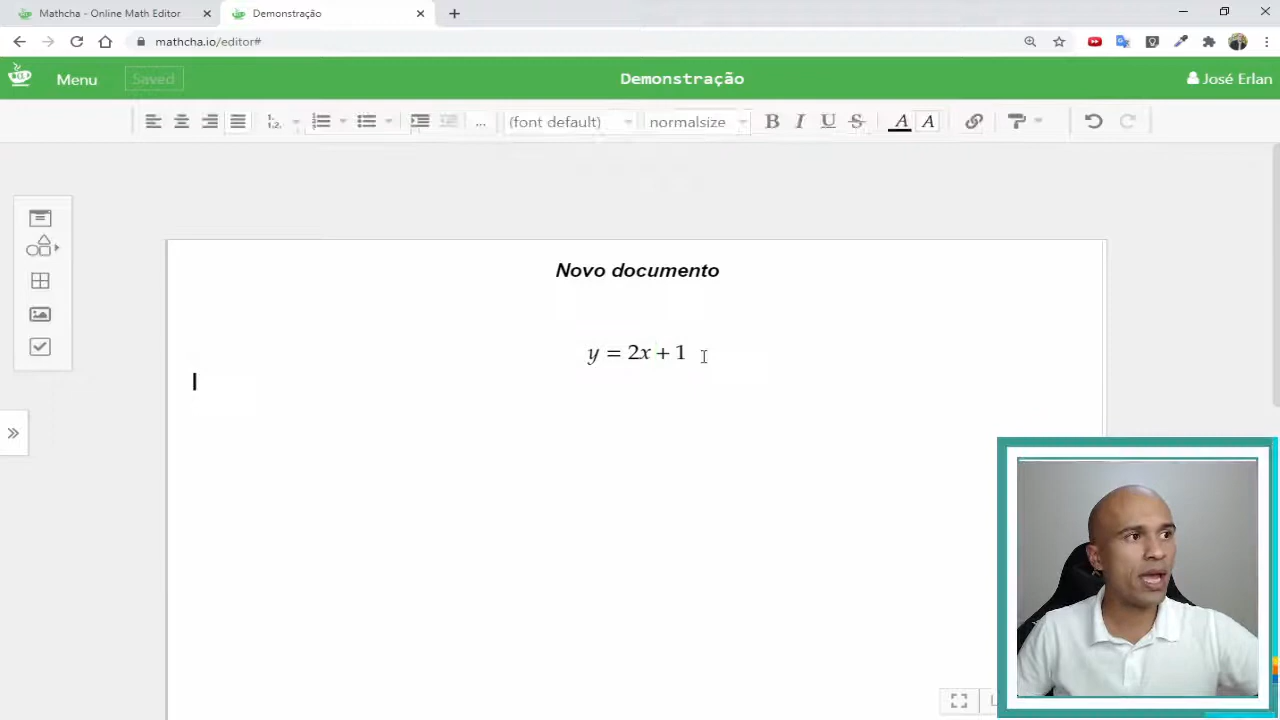 Mathcha - Online Math Editor
Demonstração
mathcha.io/editor#
Menu
Saved
Demonstração
José Erlan
(font default)
normalsize
B I U S A A
Novo documento
y = 2x + 1